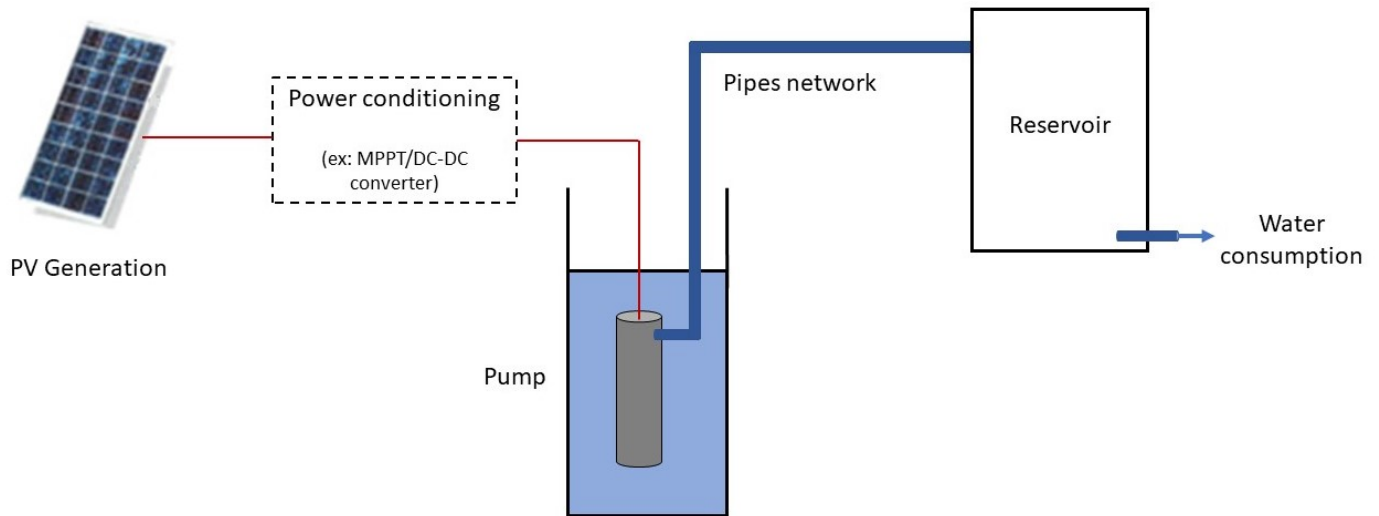 PV Generation
Power conditioning
(ex: MPPT/DC-DC
converter)
Pump
Pipes network
Reservoir
Water
consumption